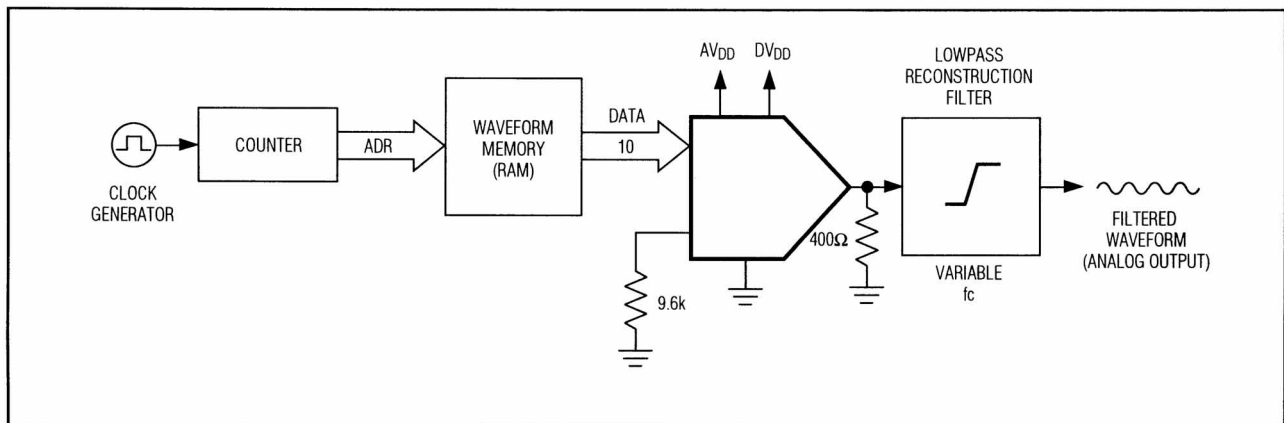 CLOCK
GENERATOR
COUNTER
ADR
WAVEFORM
MEMORY
(RAM)
DATA
10
AVDD
DVDD
9.6k
400Ω
LOWPASS
RECONSTRUCTION
FILTER
VARIABLE
fc
FILTERED
WAVEFORM
(ANALOG OUTPUT)